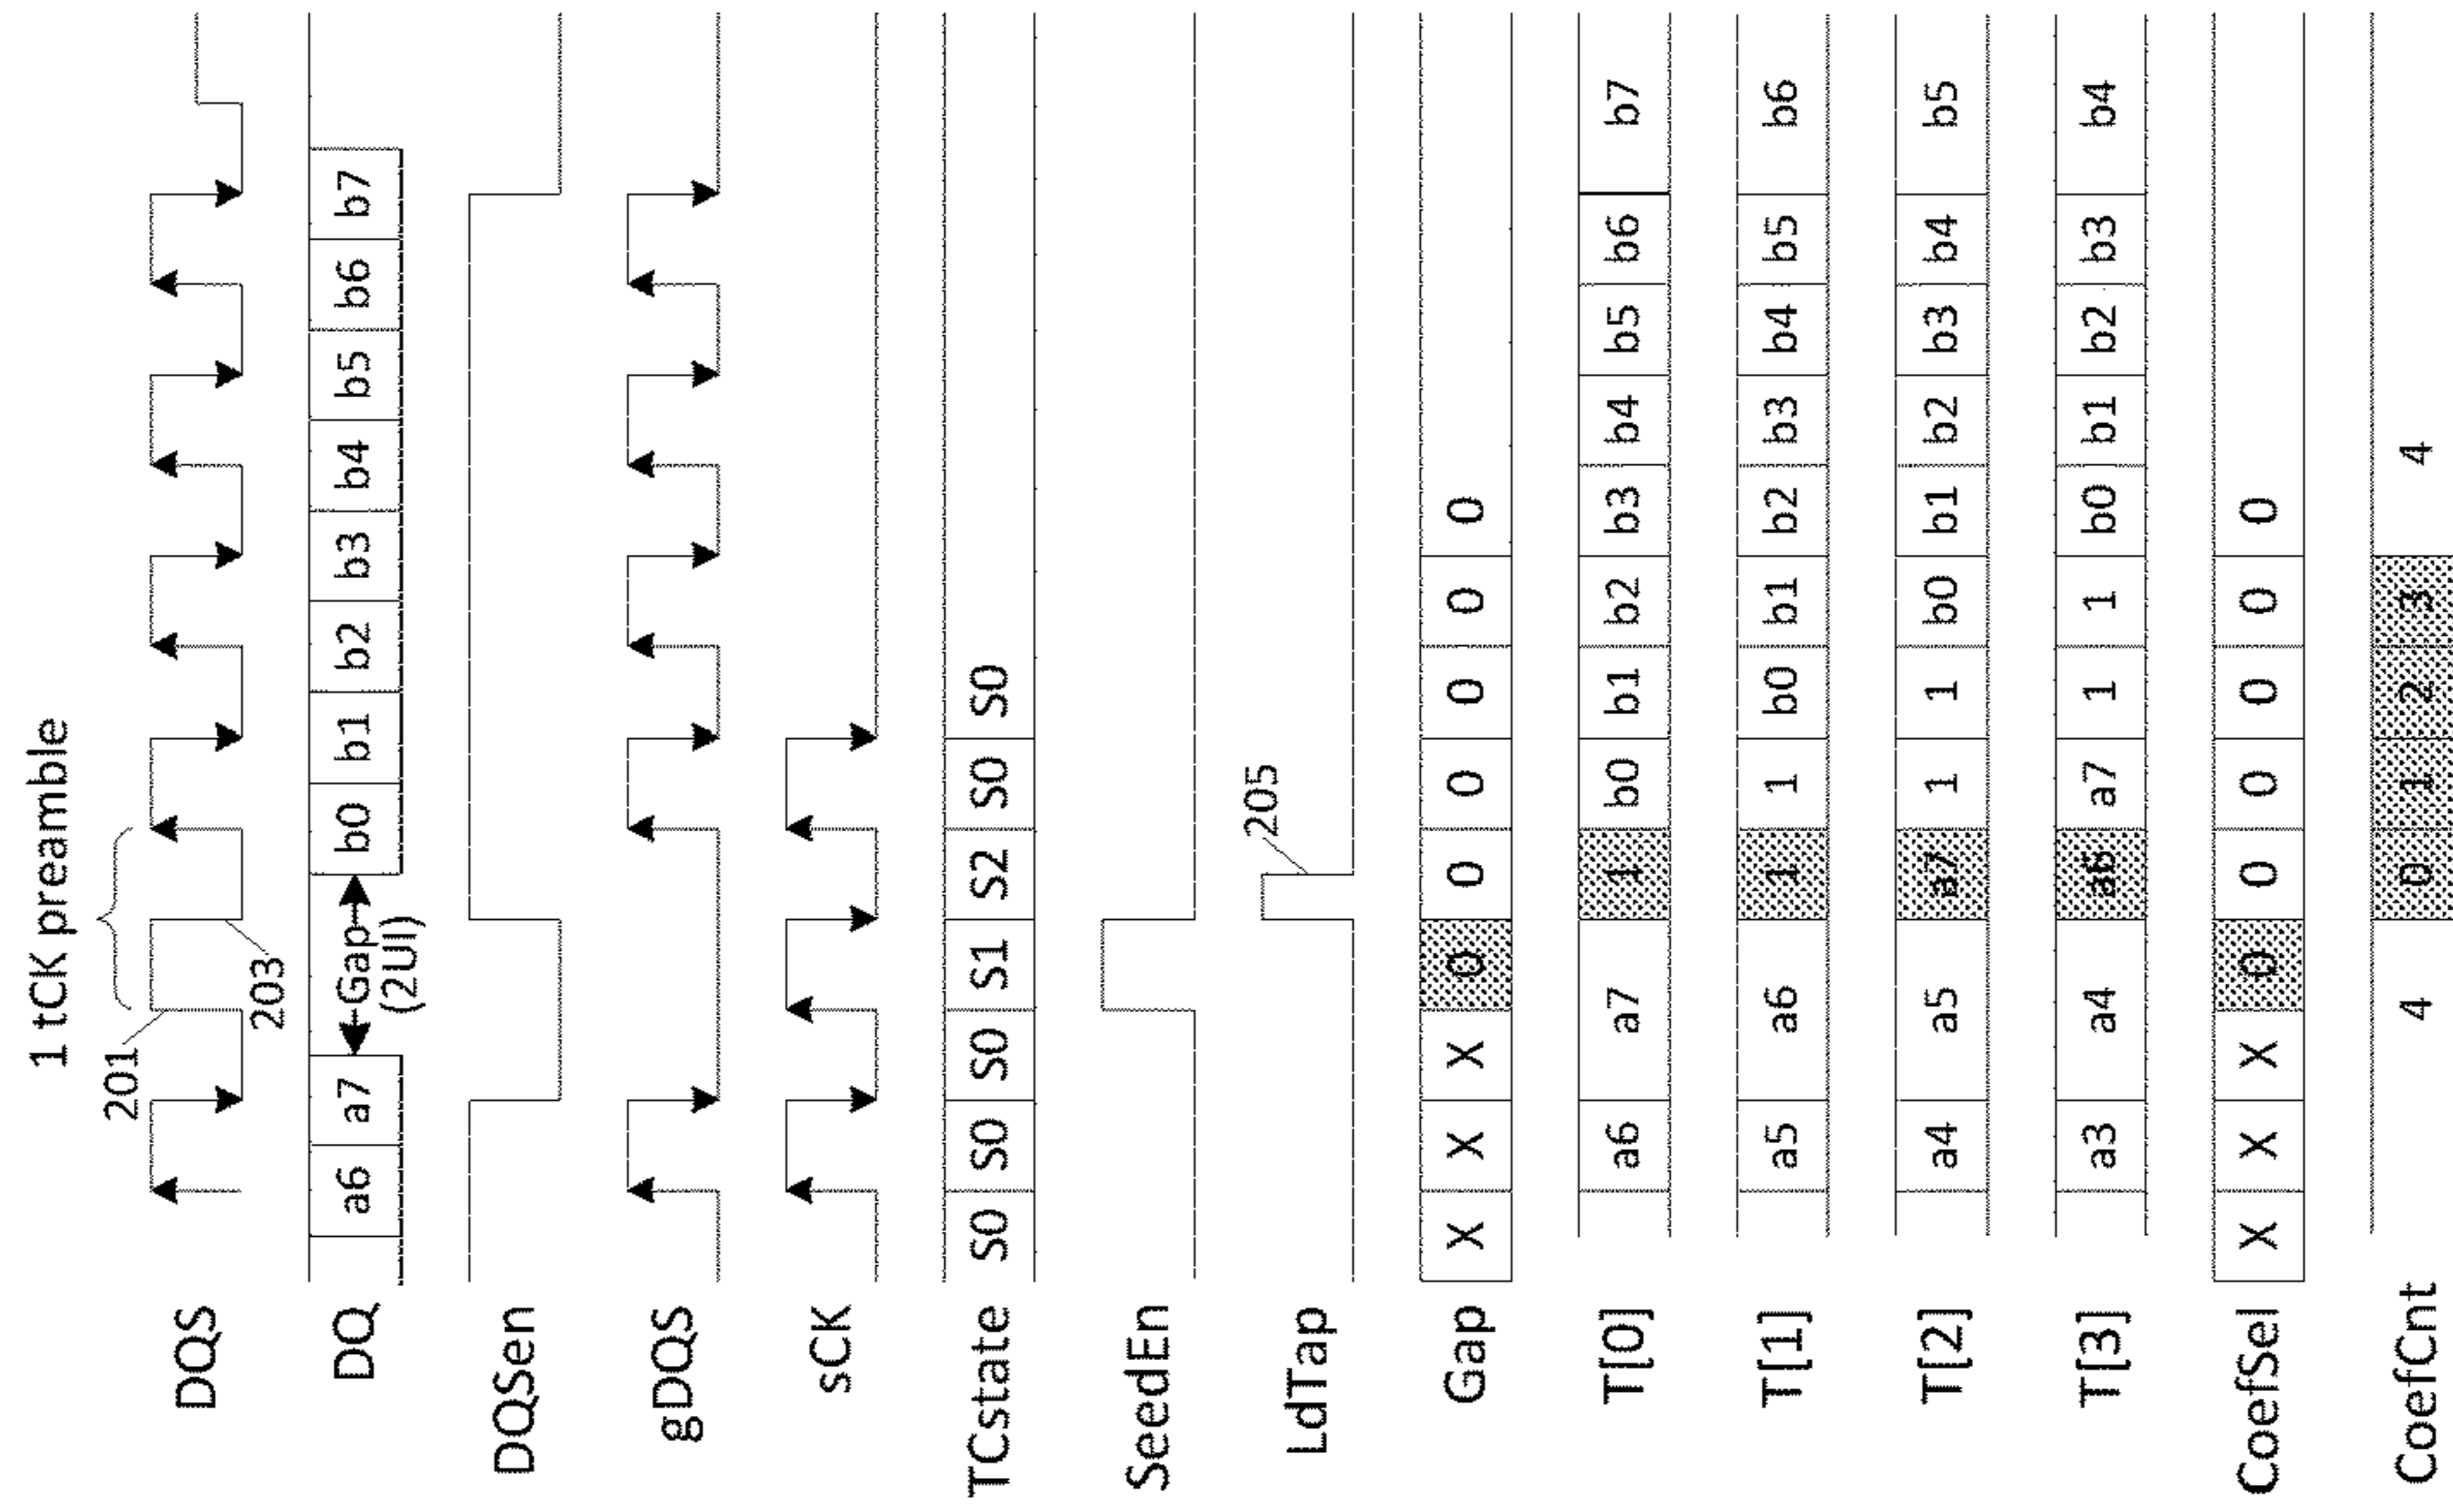 1 tCK preamble
201
DQS
203
DQ a6 a7 Gap b0 b1 b2 b3 b4 b5 b6 b7
(2UI)
DQSen
gDQS
sCK
TCstate S0 S0 S0 S1 S2 S0 S0
SeedEn
205
LdTap
Gap X X X 0 0 0 0 0 0
T[0] a6 a7 1 b0 b1 b2 b3 b4 b5 b6 b7
T[1] a5 a6 1 1 b0 b1 b2 b3 b4 b5 b6
T[2] a4 a5 a7 1 1 b0 b1 b2 b3 b4 b5
T[3] a3 a4 a6 a7 1 1 b0 b1 b2 b3 b4
CoefSel X X X 0 0 0 0 0 0
CoefCnt 4 0 1 2 3 4